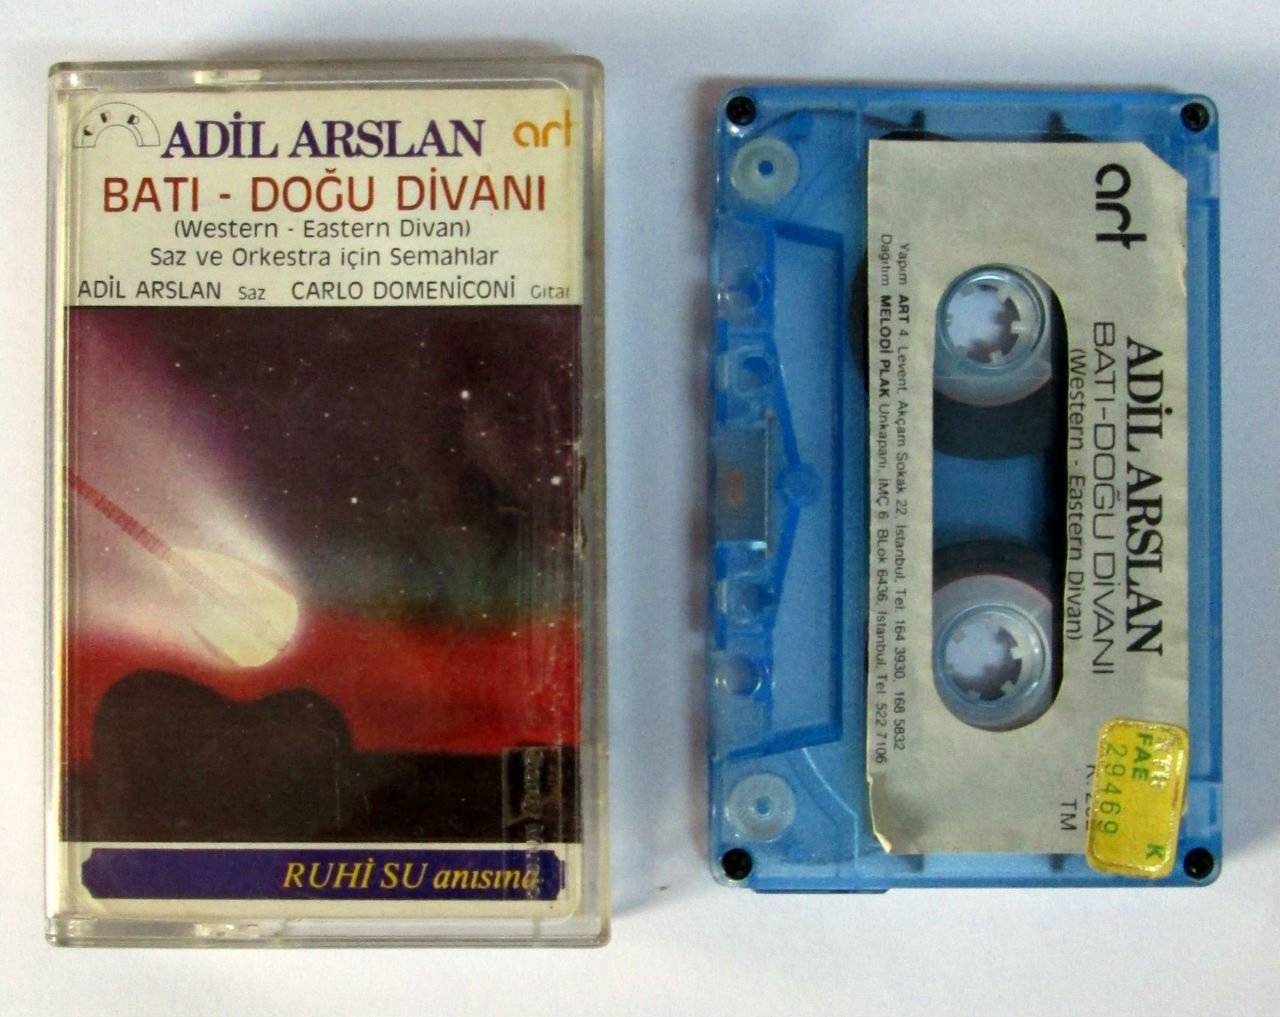 ADİL ARSLAN art
BATI - DOĞU DİVANI
(Western - Eastern Divan)
Saz ve Orkestra için Semahlar
ADİL ARSLAN Saz CARLO DOMENİCONİ Gitar
RUHİ SU anısına
art
ADİL ARSLAN
BATI-DOĞU DİVANI
(Western - Eastern Divan)
Yapım ART 4. Levent, Akçam Sokak 22, İstanbul, Tel: 164 3930, 168 5832
Dağıtım MELODİ PLAK Unkapanı, İMÇ 6. BLok 6436, İstanbul, Tel: 522 7106
TM
FAE
29469
K